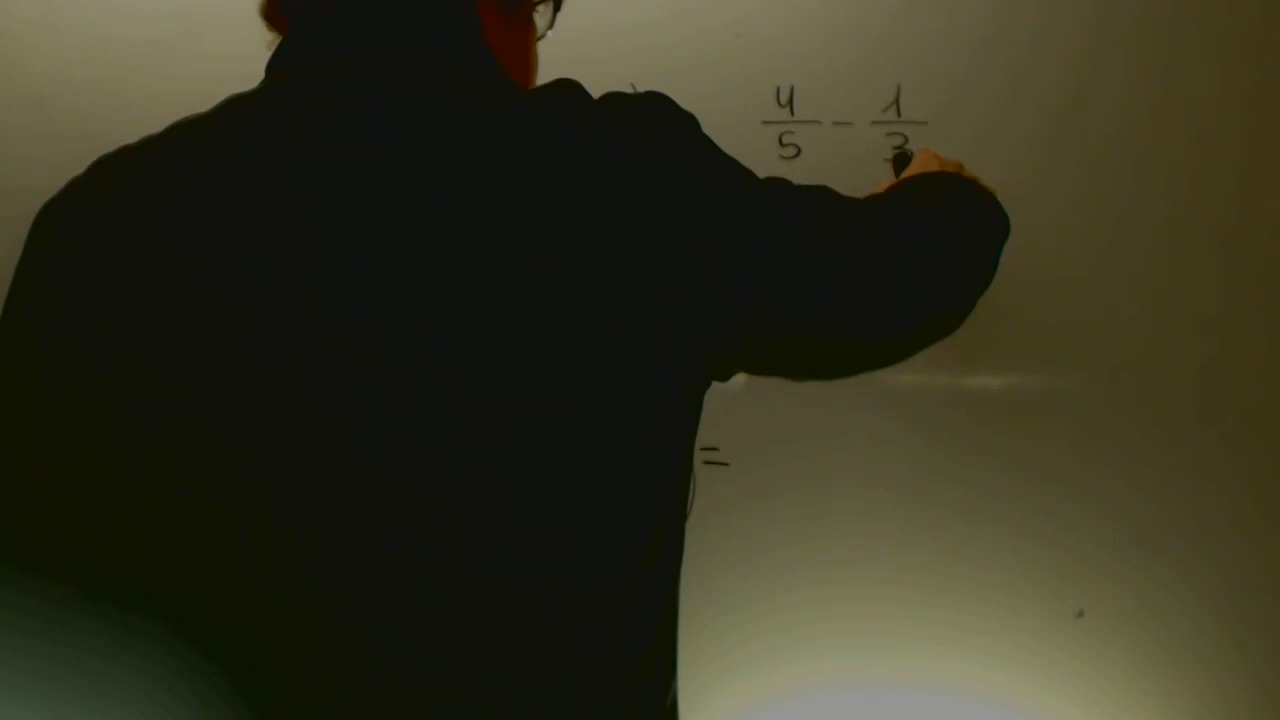 4/5 - 1/3
=